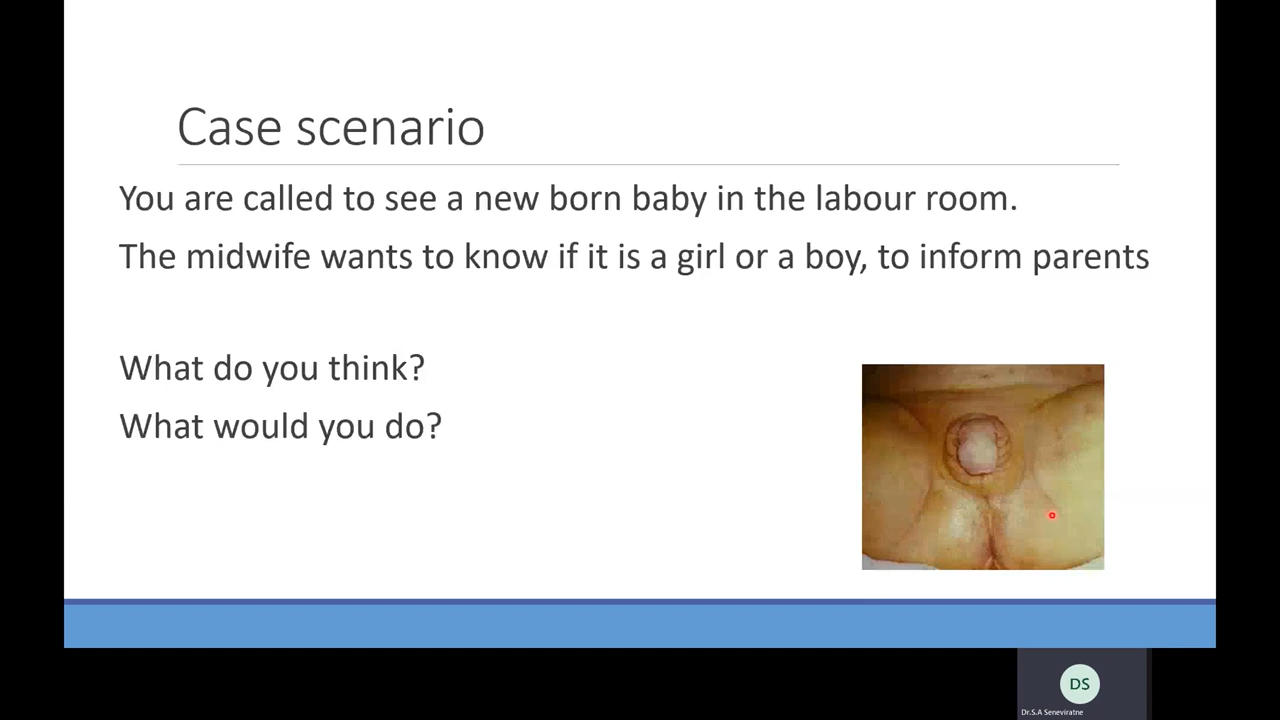 Case scenario
You are called to see a new born baby in the labour room.
The midwife wants to know if it is a girl or a boy, to inform parents
What do you think?
What would you do?
DS
Dr.S.A Seneviratne